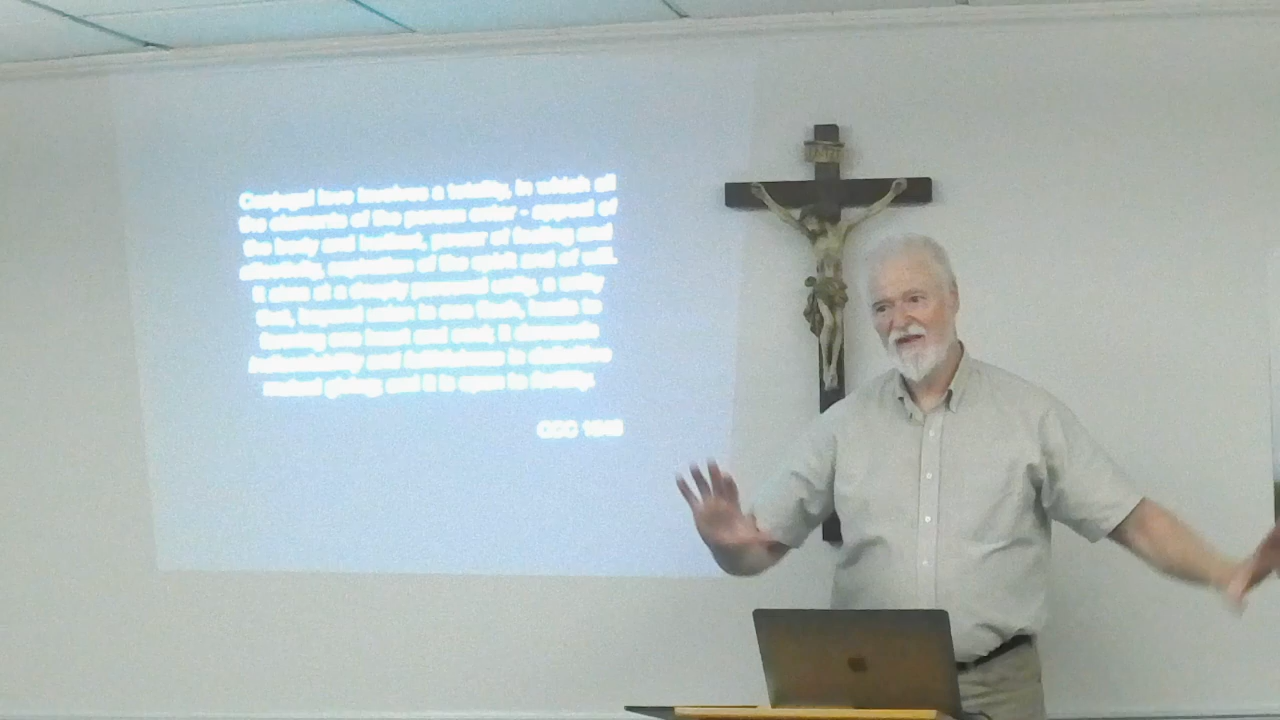 Conjugal love involves a totality, in which all
the elements of the person enter - appeal of
the body and instinct, power of feeling and
affectivity, aspiration of the spirit and of will.
It aims at a deeply personal unity, a unity
that, beyond union in one flesh, leads to
forming one heart and soul; it demands
indissolubility and faithfulness in definitive
mutual giving; and it is open to fertility.
CCC 1643